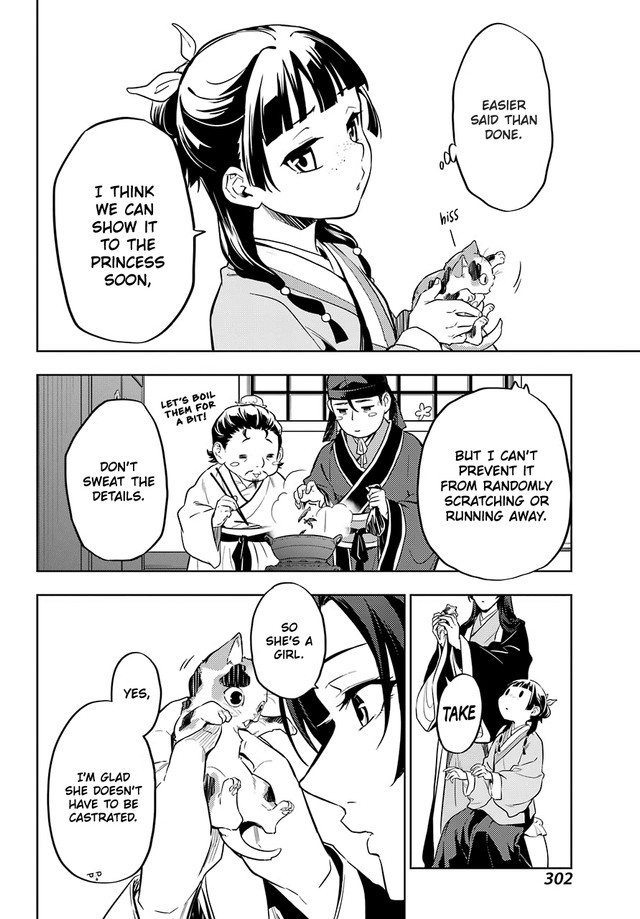 EASIER
SAID THAN
DONE.
hiss
I THINK
WE CAN
SHOW IT
TO THE
PRINCESS
SOON,
BUT I CAN'T
PREVENT IT
FROM RANDOMLY
SCRATCHING OR
RUNNING AWAY.
LET'S BOIL
THEM FOR
A BIT!
DON'T
SWEAT THE
DETAILS.
TAKE
SO
SHE'S A
GIRL.
YES,
I'M GLAD
SHE DOESN'T
HAVE TO BE
CASTRATED.
302